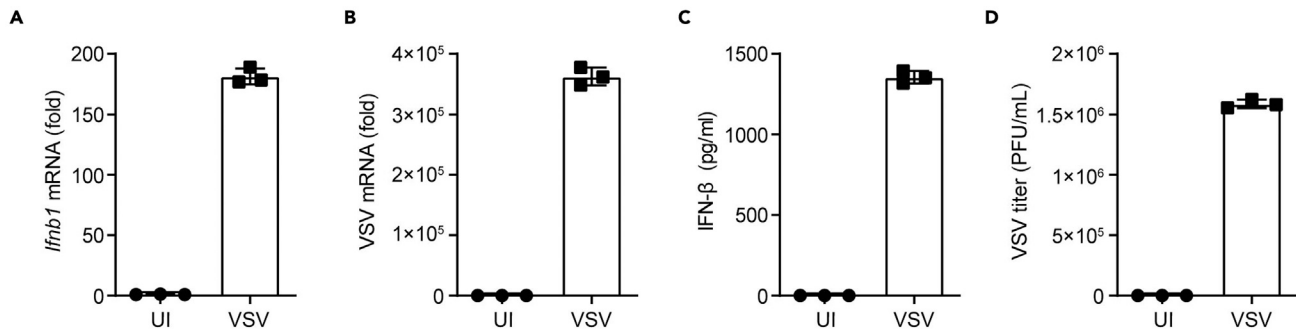 A
Ifnb1 mRNA (fold)
200
150
100
50
0
UI
VSV
B
VSV mRNA (fold)
4×10⁵
3×10⁵
2×10⁵
1×10⁵
0
UI
VSV
C
IFN-β (pg/ml)
1500
1000
500
0
UI
VSV
D
VSV titer (PFU/mL)
2×10⁶
1.5×10⁶
1×10⁶
5×10⁵
0
UI
VSV